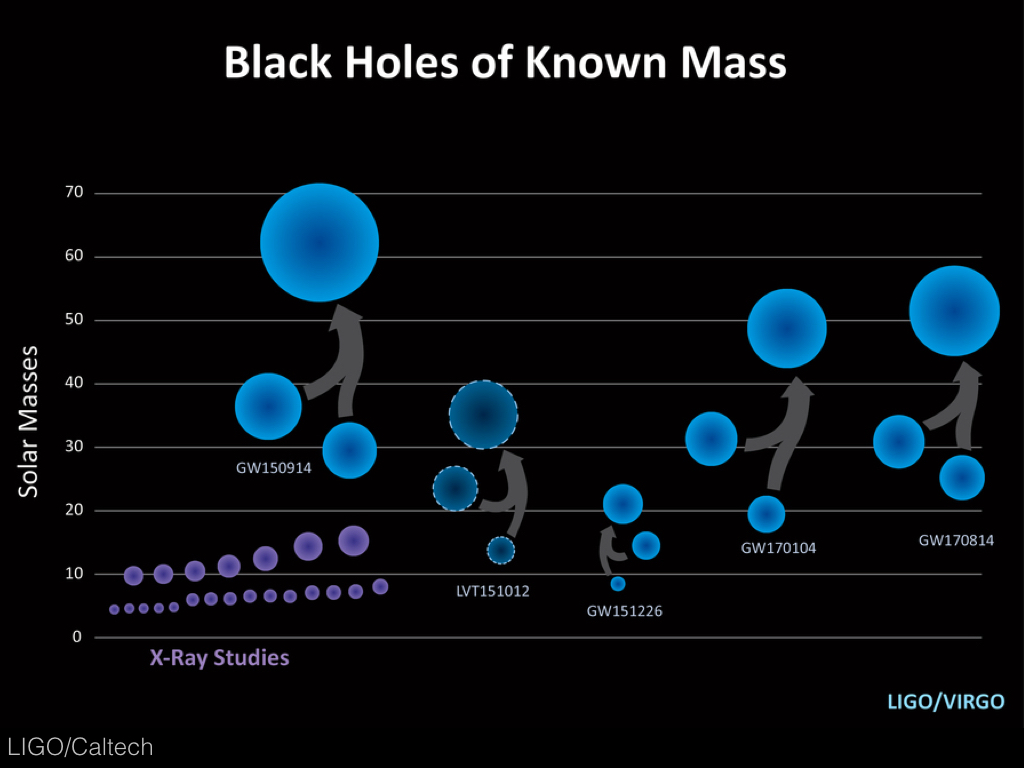 Black Holes of Known Mass
70
60
50
40
30
20
10
0
Solar Masses
GW150914
LVT151012
GW151226
GW170104
GW170814
X-Ray Studies
LIGO/VIRGO
LIGO/Caltech